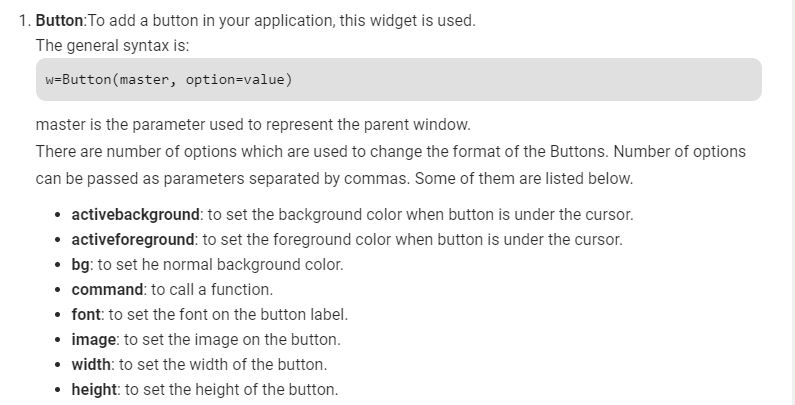 1. Button:To add a button in your application, this widget is used.
The general syntax is:
w=Button(master, option=value)
master is the parameter used to represent the parent window.
There are number of options which are used to change the format of the Buttons. Number of options
can be passed as parameters separated by commas. Some of them are listed below.
• activebackground: to set the background color when button is under the cursor.
• activeforeground: to set the foreground color when button is under the cursor.
• bg: to set he normal background color.
• command: to call a function.
• font: to set the font on the button label.
• image: to set the image on the button.
• width: to set the width of the button.
• height: to set the height of the button.